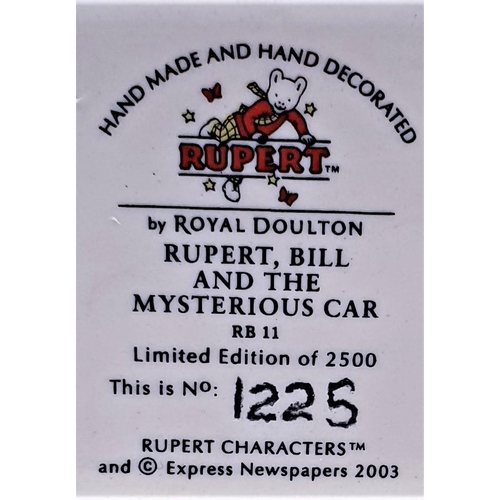 HAND MADE AND HAND DECORATED
RUPERT™
by ROYAL DOULTON
RUPERT, BILL
AND THE
MYSTERIOUS CAR
RB 11
Limited Edition of 2500
This is Nº: 1225
RUPERT CHARACTERS™
and © Express Newspapers 2003